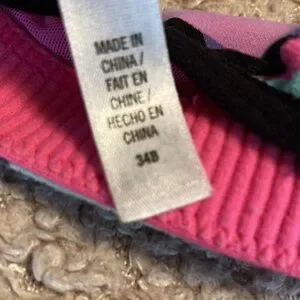 MADE IN
CHINA/
FAIT EN
CHINE/
HECHO EN
CHINA
34B